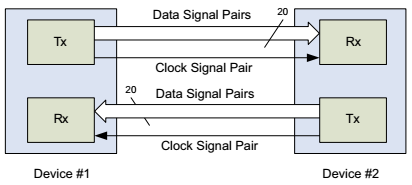 Data Signal Pairs
20
Tx
Rx
Clock Signal Pair
20
Data Signal Pairs
Rx
Tx
Clock Signal Pair
Device #1
Device #2